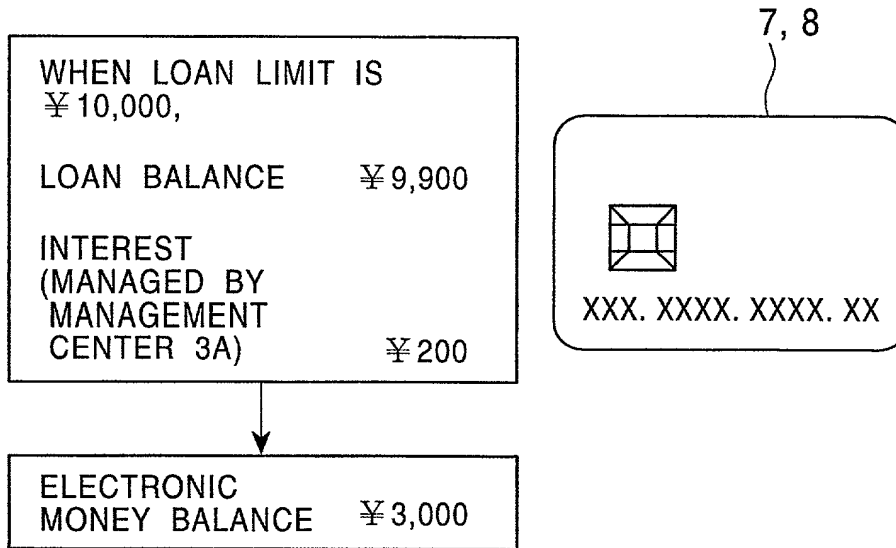 7, 8
WHEN LOAN LIMIT IS
¥10,000,
LOAN BALANCE ¥9,900
INTEREST
(MANAGED BY
MANAGEMENT
CENTER 3A) ¥200
XXX. XXXX. XXXX. XX
ELECTRONIC
MONEY BALANCE ¥3,000